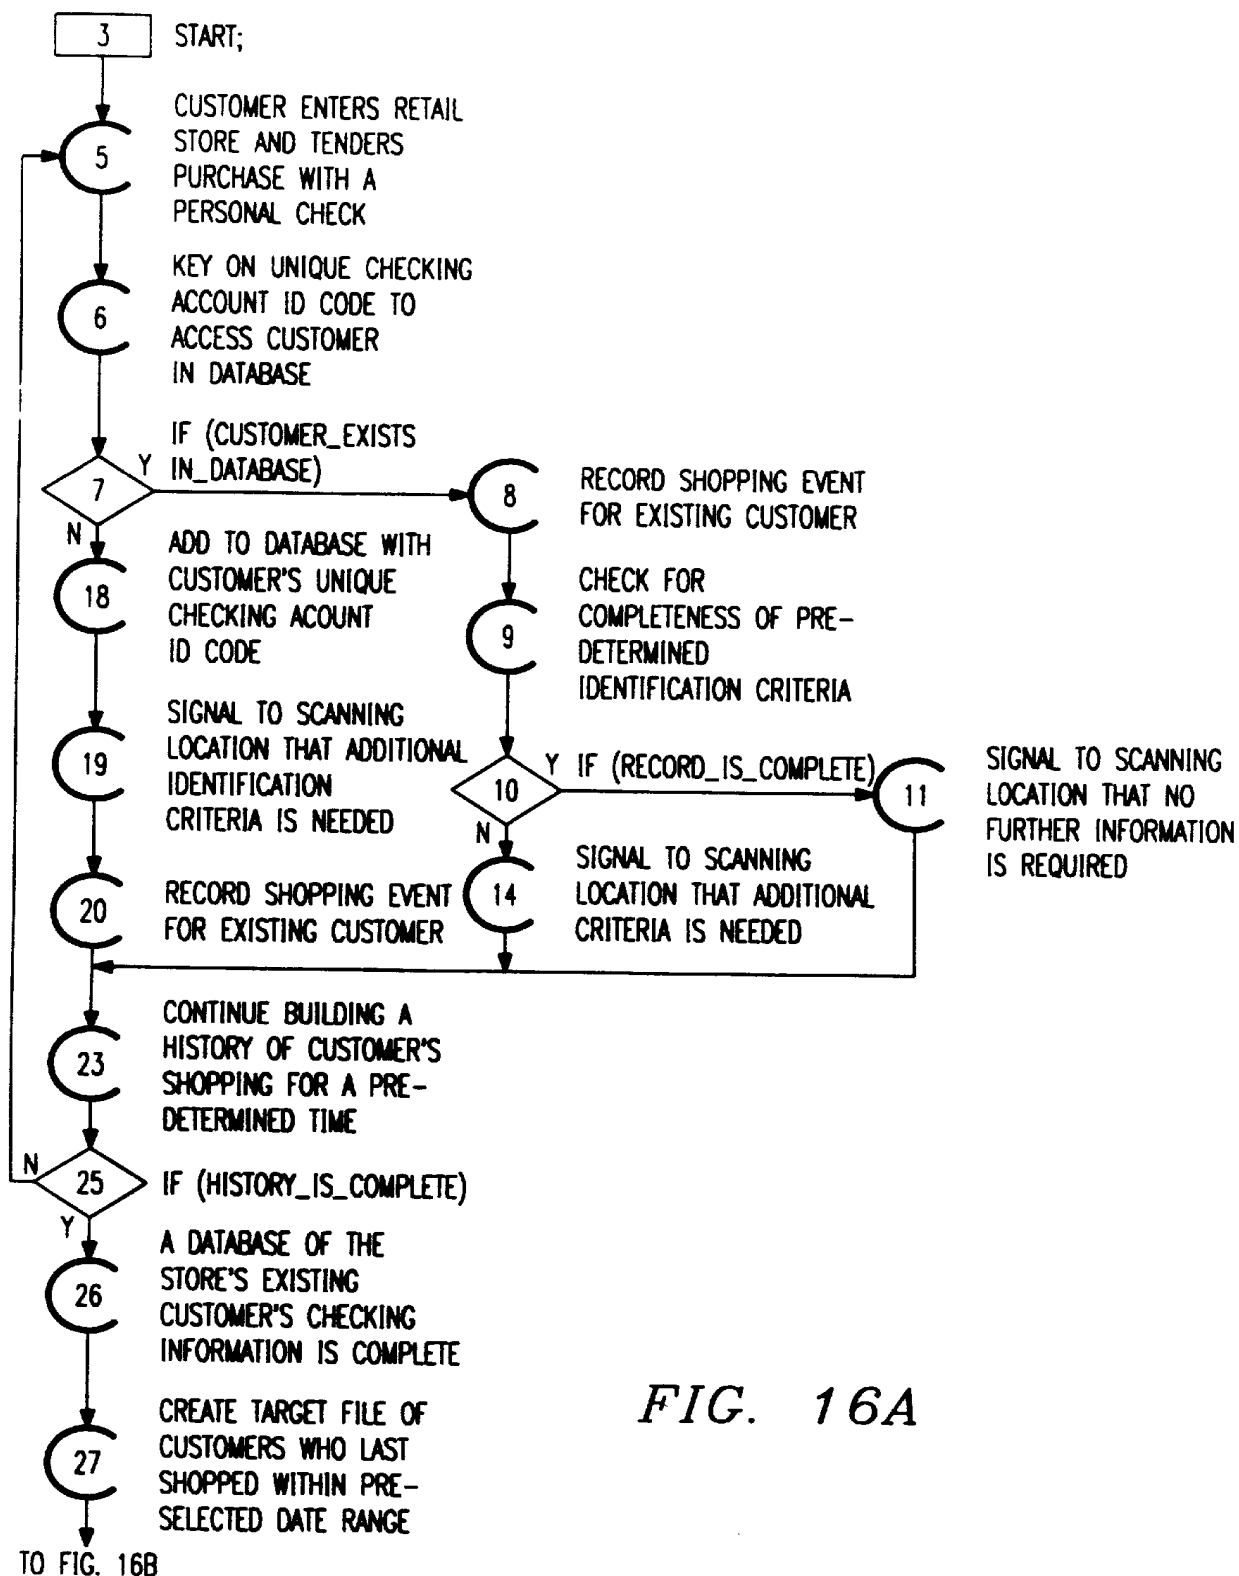 3 START;
CUSTOMER ENTERS RETAIL
STORE AND TENDERS
5
PURCHASE WITH A
PERSONAL CHECK
KEY ON UNIQUE CHECKING
ACCOUNT ID CODE TO
6
ACCESS CUSTOMER
IN DATABASE
IF (CUSTOMER_EXISTS
Y IN_DATABASE)
7
N
8
RECORD SHOPPING EVENT
FOR EXISTING CUSTOMER
ADD TO DATABASE WITH
CUSTOMER'S UNIQUE
18
CHECKING ACOUNT
ID CODE
CHECK FOR
COMPLETENESS OF PRE-
9
DETERMINED
IDENTIFICATION CRITERIA
SIGNAL TO SCANNING
LOCATION THAT ADDITIONAL
19
IDENTIFICATION
CRITERIA IS NEEDED
Y IF (RECORD_IS_COMPLETE)
10
N
11
SIGNAL TO SCANNING
LOCATION THAT NO
FURTHER INFORMATION
IS REQUIRED
20
RECORD SHOPPING EVENT
FOR EXISTING CUSTOMER
14
SIGNAL TO SCANNING
LOCATION THAT ADDITIONAL
CRITERIA IS NEEDED
CONTINUE BUILDING A
HISTORY OF CUSTOMER'S
23
SHOPPING FOR A PRE-
DETERMINED TIME
N
25 IF (HISTORY_IS_COMPLETE)
Y
A DATABASE OF THE
STORE'S EXISTING
26
CUSTOMER'S CHECKING
INFORMATION IS COMPLETE
CREATE TARGET FILE OF
CUSTOMERS WHO LAST
27
SHOPPED WITHIN PRE-
SELECTED DATE RANGE
TO FIG. 16B
FIG. 16A